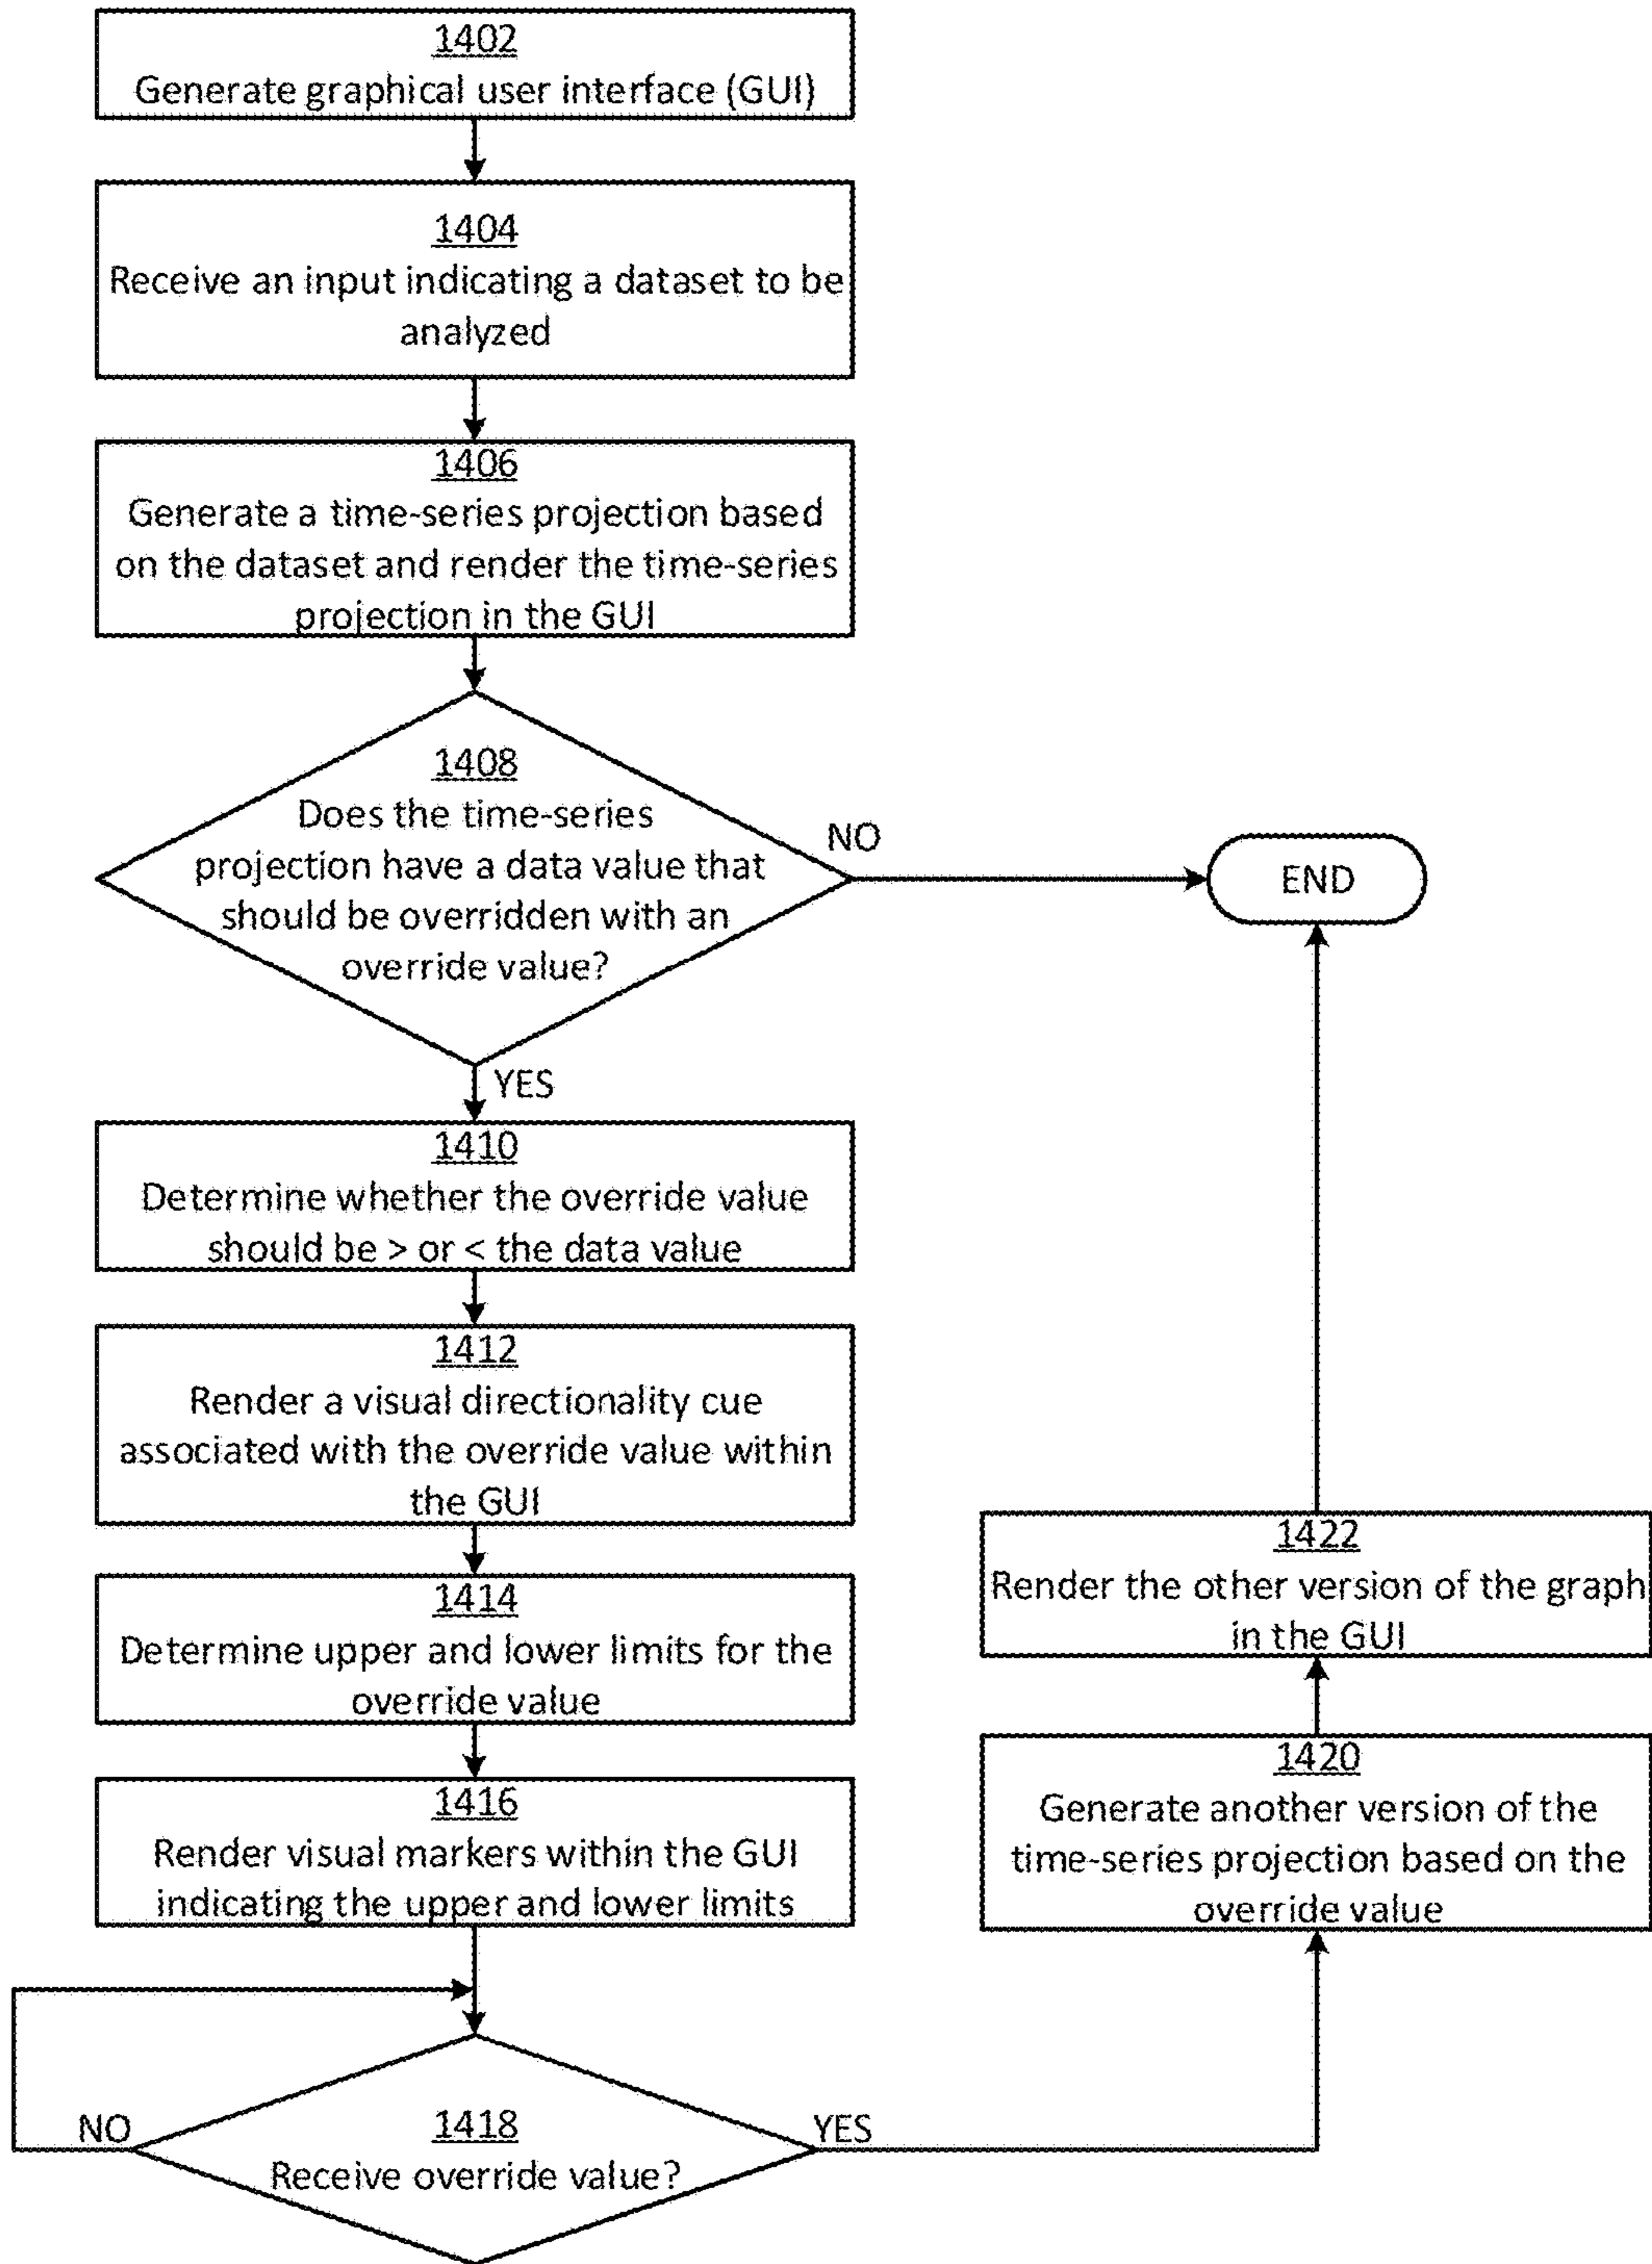 1402
Generate graphical user interface (GUI)
1404
Receive an input indicating a dataset to be
analyzed
1406
Generate a time-series projection based
on the dataset and render the time-series
projection in the GUI
1408
Does the time-series
projection have a data value that
should be overridden with an
override value?
NO
END
YES
1410
Determine whether the override value
should be > or < the data value
1412
Render a visual directionality cue
associated with the override value within
the GUI
1414
Determine upper and lower limits for the
override value
1416
Render visual markers within the GUI
indicating the upper and lower limits
1418
Receive override value?
NO
YES
1420
Generate another version of the
time-series projection based on the
override value
1422
Render the other version of the graph
in the GUI